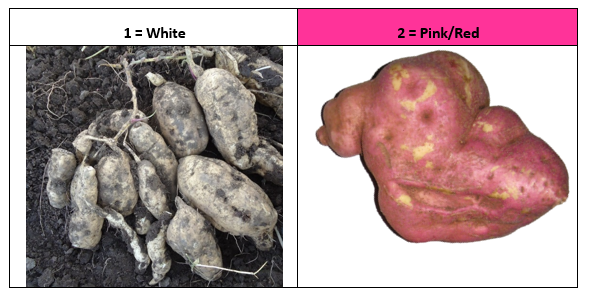 1 = White
2 = Pink/Red